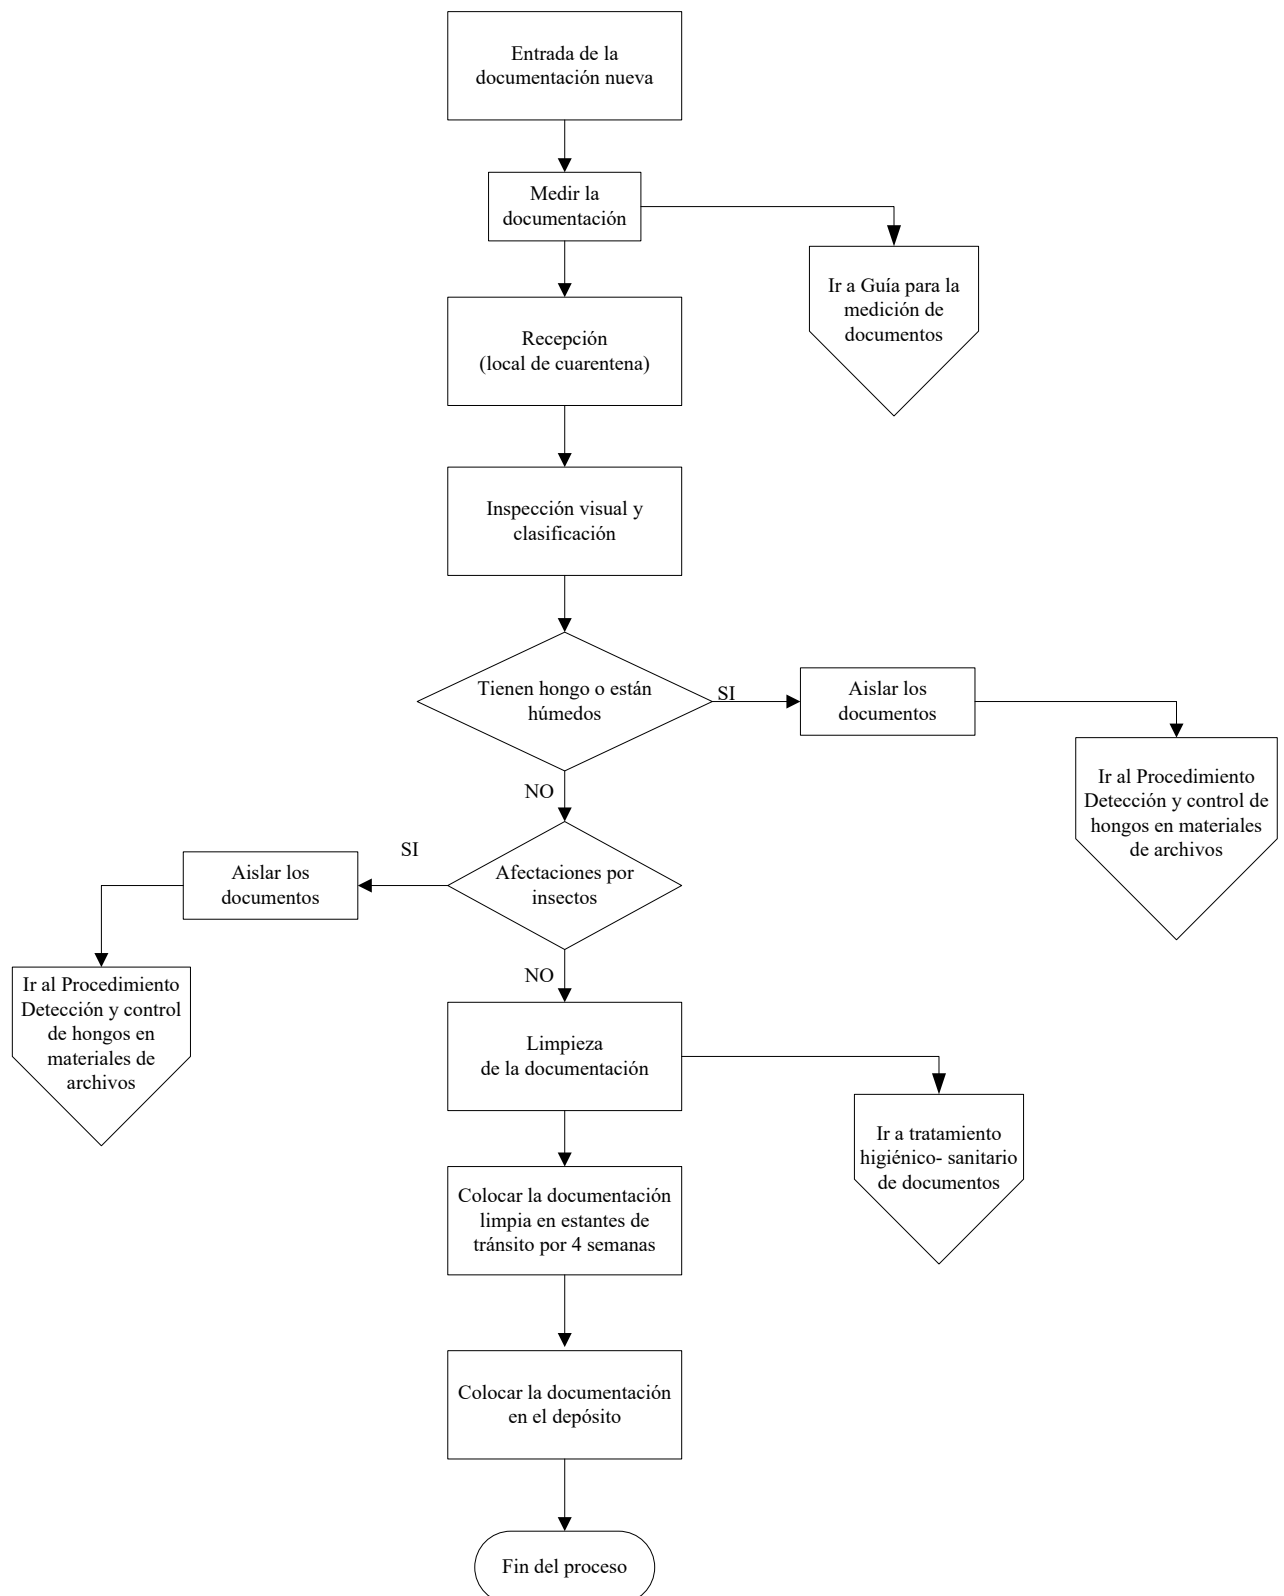 Entrada de la
documentación nueva
Medir la
documentación
Ir a Guía para la
medición de
documentos
Recepción
(local de cuarentena)
Inspección visual y
clasificación
Tienen hongo o están
húmedos
SI
Aislar los
documentos
Ir al Procedimiento
Detección y control de
hongos en materiales
de archivos
NO
Afectaciones por
insectos
SI
Aislar los
documentos
Ir al Procedimiento
Detección y control
de hongos en
materiales de
archivos
NO
Limpieza
de la documentación
Ir a tratamiento
higiénico- sanitario
de documentos
Colocar la documentación
limpia en estantes de
tránsito por 4 semanas
Colocar la documentación
en el depósito
Fin del proceso